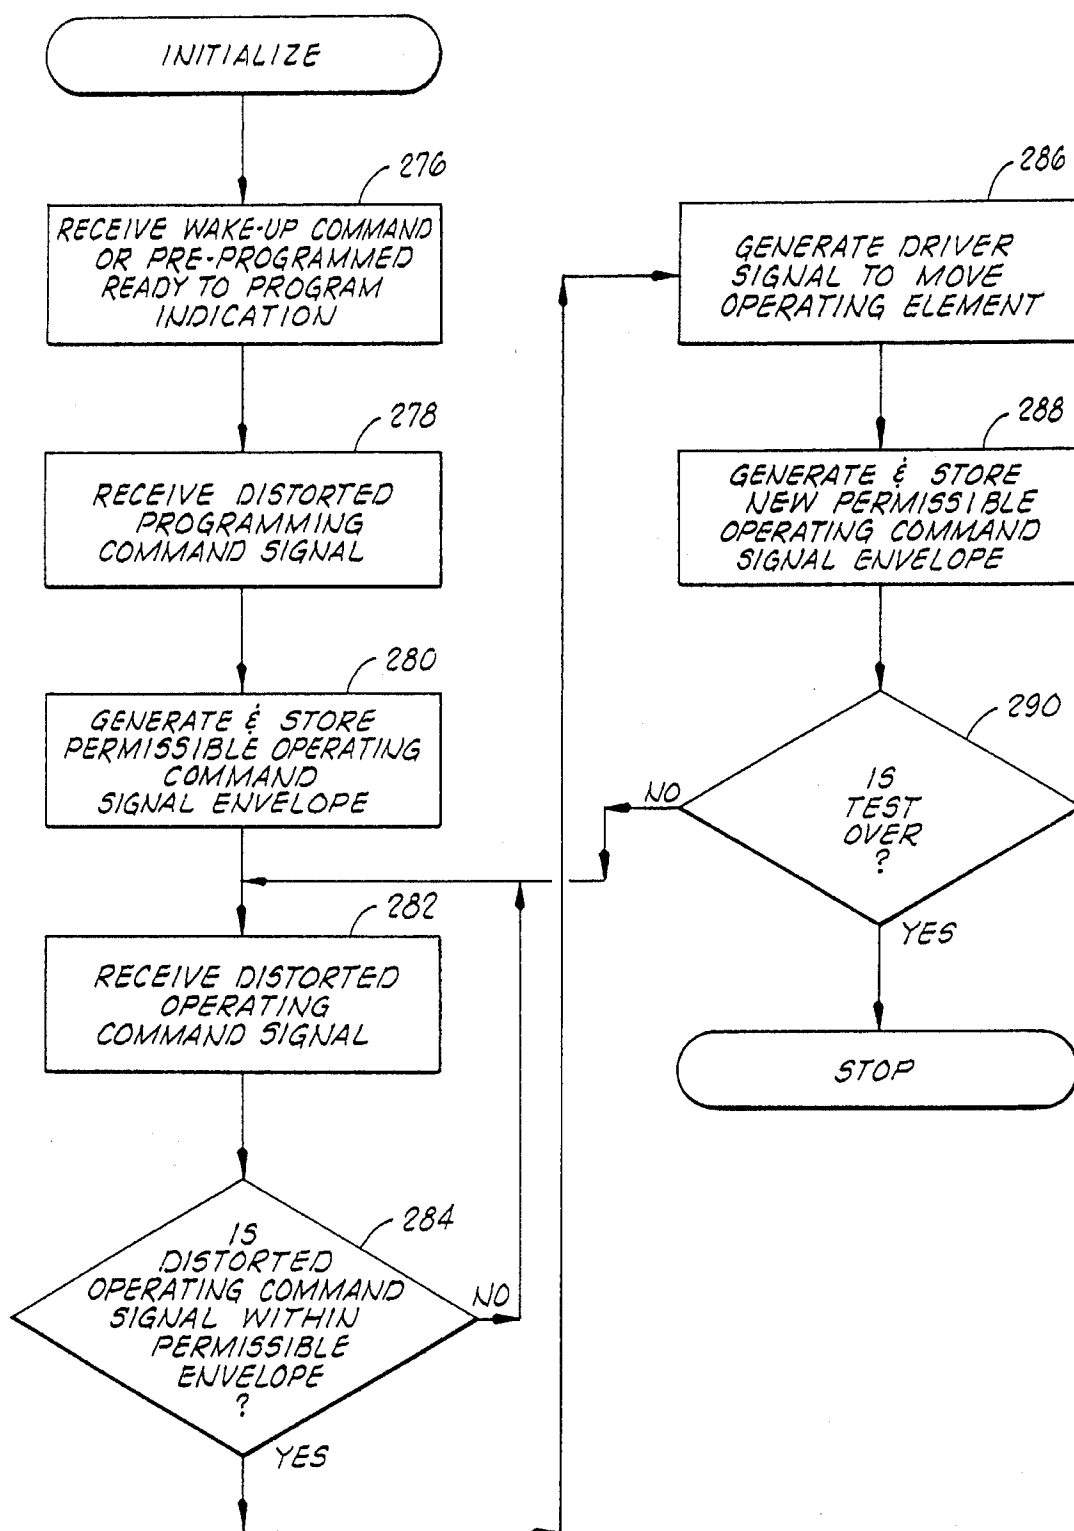 INITIALIZE
276
RECEIVE WAKE-UP COMMAND
OR PRE-PROGRAMMED
READY TO PROGRAM
INDICATION
278
RECEIVE DISTORTED
PROGRAMMING
COMMAND SIGNAL
280
GENERATE & STORE
PERMISSIBLE OPERATING
COMMAND
SIGNAL ENVELOPE
282
RECEIVE DISTORTED
OPERATING
COMMAND SIGNAL
284
IS
DISTORTED
OPERATING COMMAND
SIGNAL WITHIN
PERMISSIBLE
ENVELOPE
?
NO
YES
286
GENERATE DRIVER
SIGNAL TO MOVE
OPERATING ELEMENT
288
GENERATE & STORE
NEW PERMISSIBLE
OPERATING COMMAND
SIGNAL ENVELOPE
290
IS
TEST
OVER
?
NO
YES
STOP